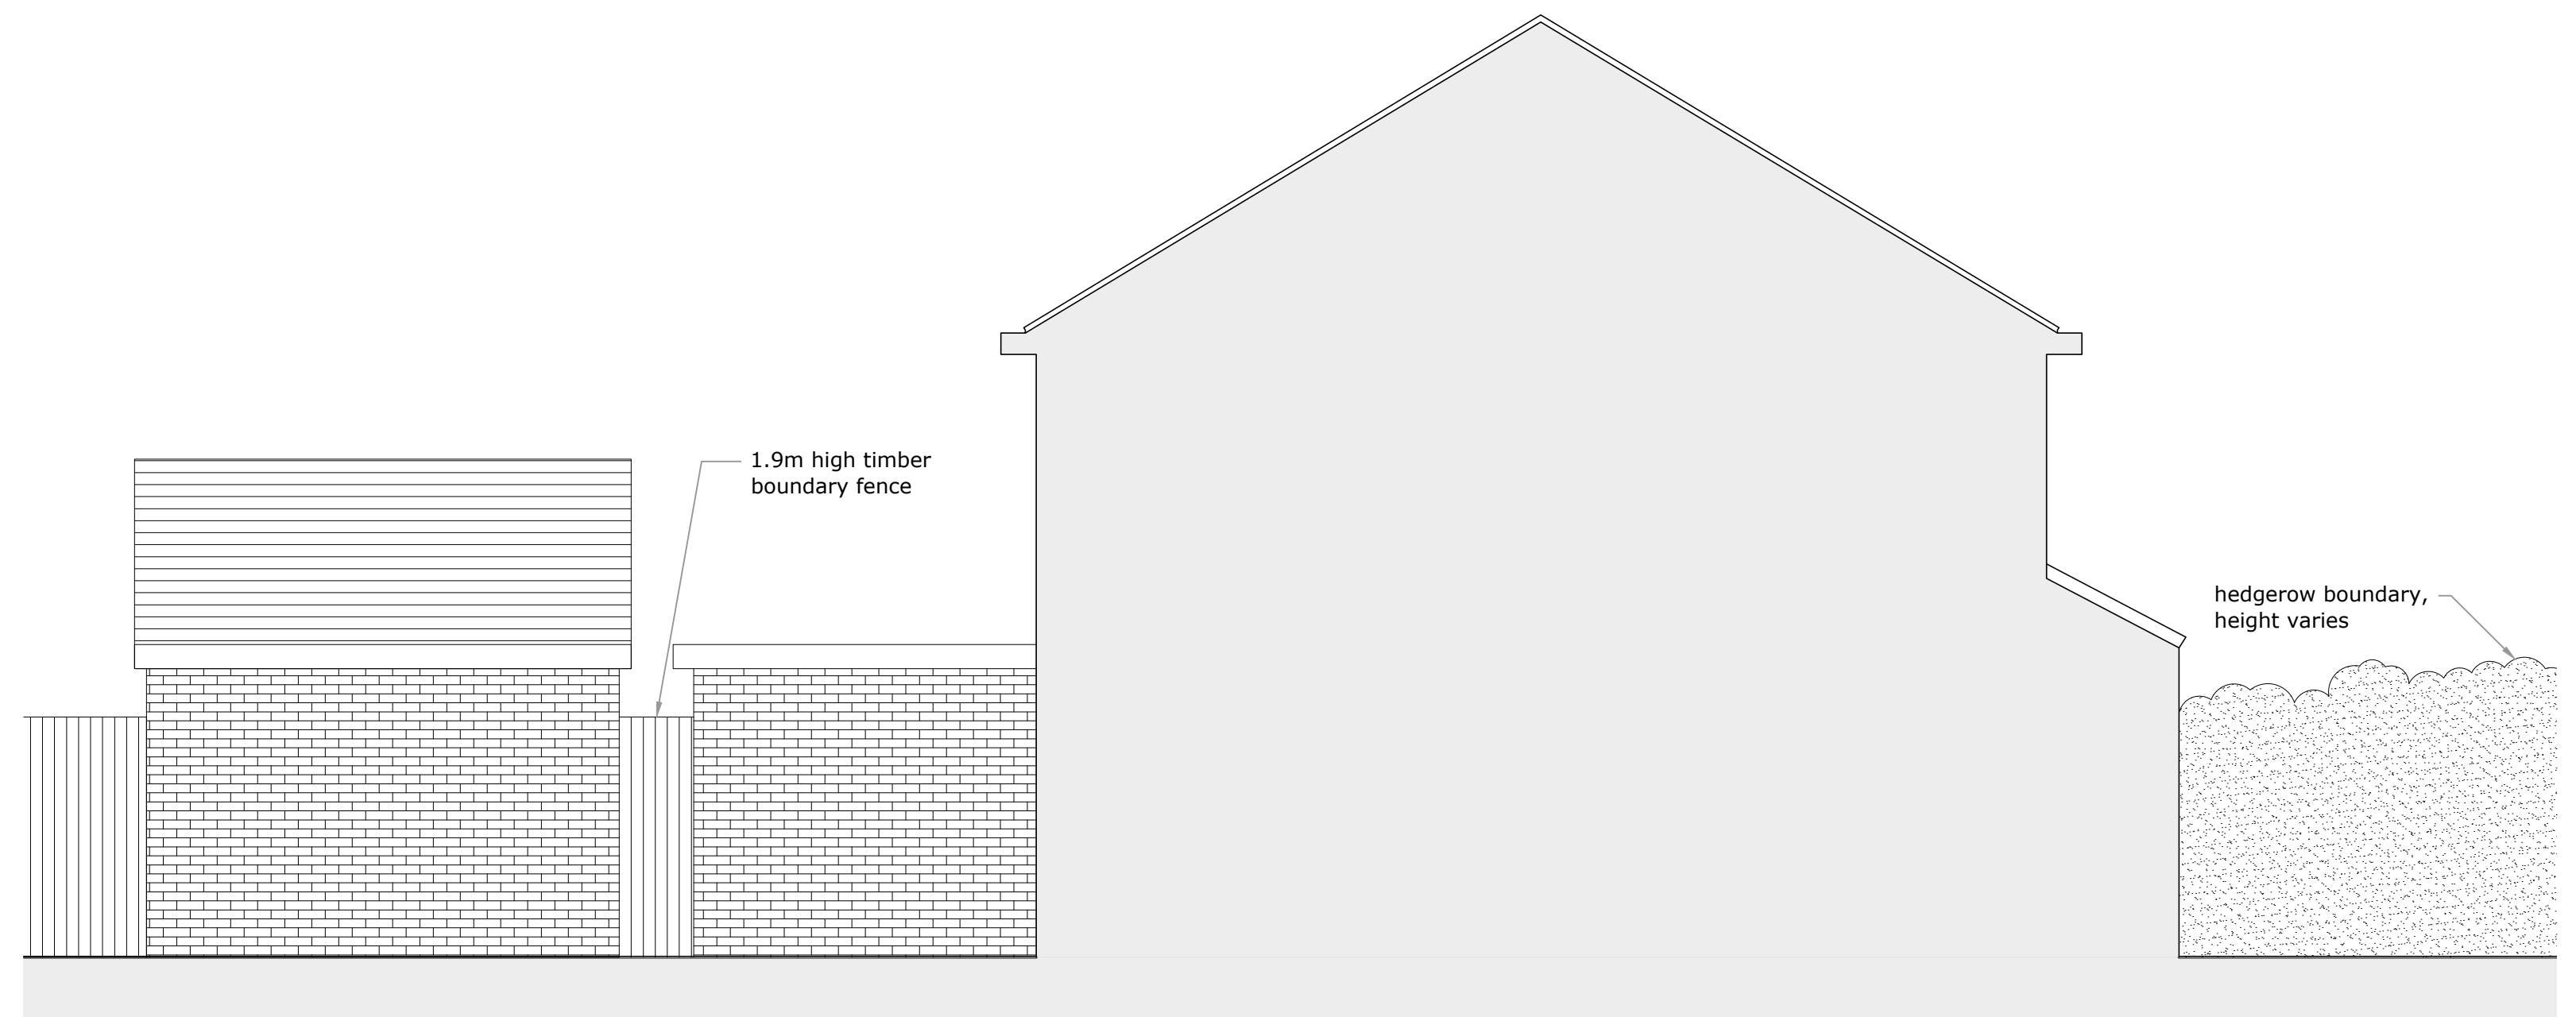 1.9m high timber
boundary fence
hedgerow boundary,
height varies